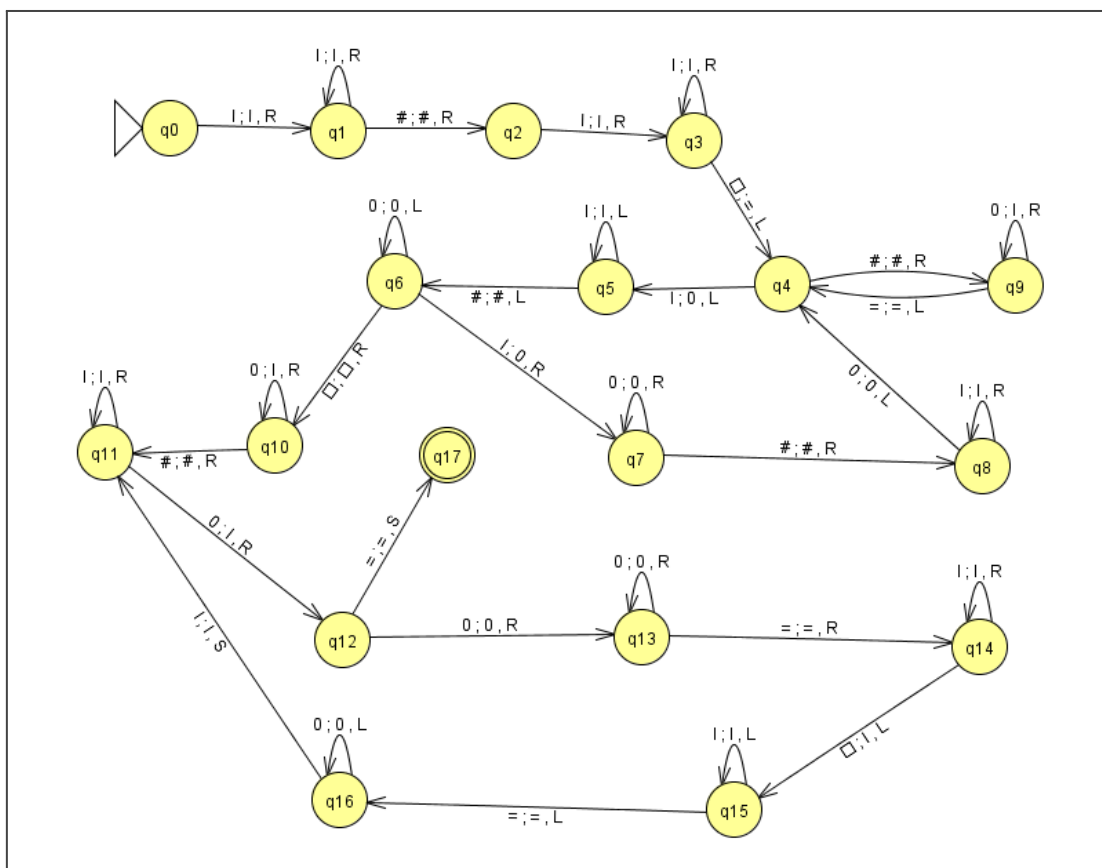 I ; I , R
I ; I , R
q0
I ; I , R
q1
# ; # , R
q2
I ; I , R
q3
□ ; = , L
0 ; 0 , L
I ; I , L
0 ; I , R
q6
# ; # , L
q5
I ; 0 , L
q4
# ; # , R
= ; = , L
q9
□ ; □ , R
I ; 0 , R
0 ; 0 , L
I ; I , R
0 ; I , R
0 ; 0 , R
I ; I , R
q11
# ; # , R
q10
q17
q7
# ; # , R
q8
0 ; I , R
= ; = , S
0 ; 0 , R
I ; I , R
I ; I , S
q12
0 ; 0 , R
q13
= ; = , R
q14
□ ; I , L
0 ; 0 , L
I ; I , L
q16
= ; = , L
q15